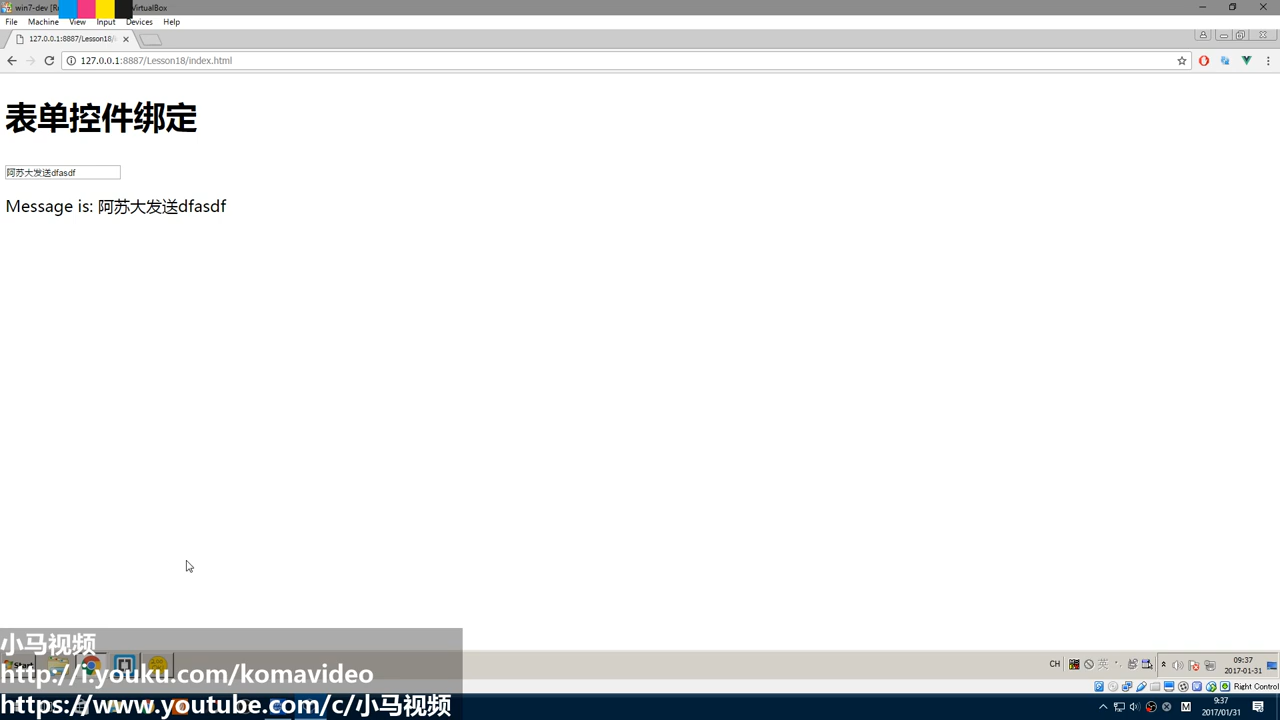 win7-dev [R
VirtualBox
File Machine View Input Devices Help
127.0.0.1:8887/Lesson18/
127.0.0.1:8887/Lesson18/index.html
表单控件绑定
阿苏大发送dfasdf
Message is: 阿苏大发送dfasdf
小马视频
Start
http://i.youku.com/komavideo
https://www.youtube.com/c/小马视频
CH
英
09:37
2017-01-31
Right Control
M
9:37
2017/01/31